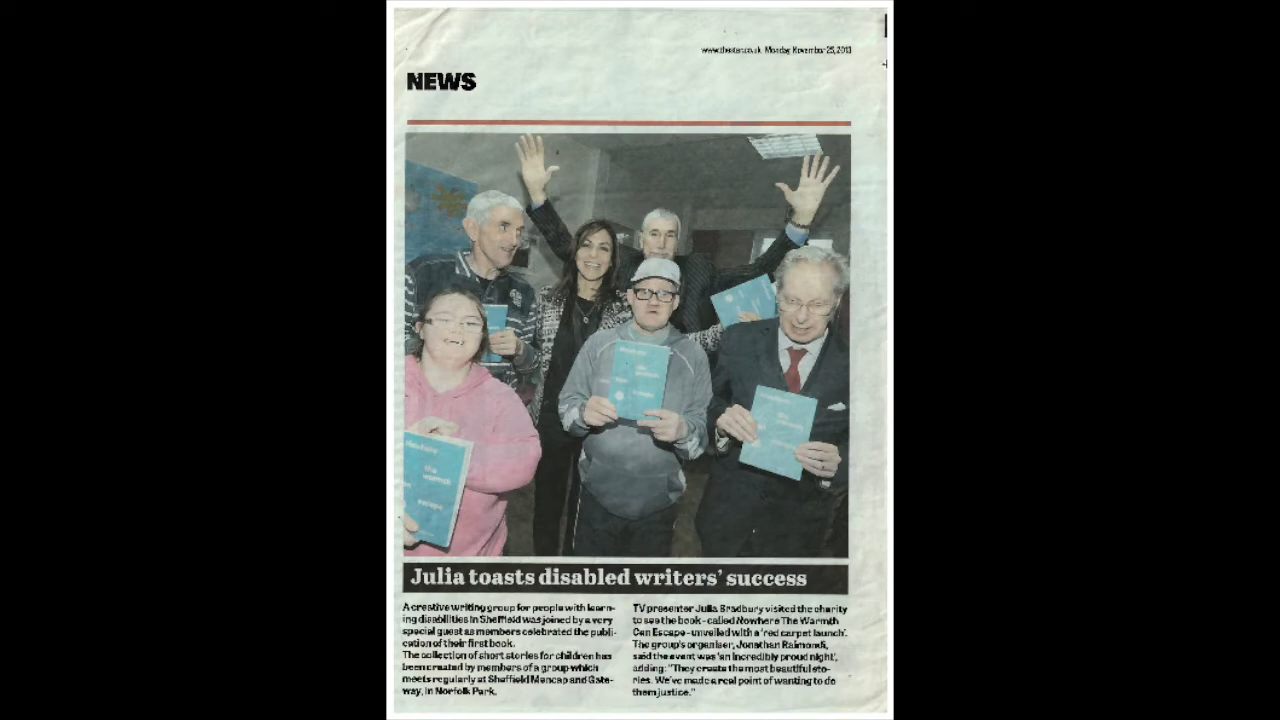 www.thestar.co.uk Monday, November 25, 2013
NEWS
the
warmth
can
escape
Julia toasts disabled writers' success
A creative writing group for people with learn-
ing disabilities in Sheffield was joined by a very
special guest as members celebrated the publi-
cation of their first book.
The collection of short stories for children has
been created by members of a group which
meets regularly at Sheffield Mencap and Gate-
way, in Norfolk Park.
TV presenter Julia Bradbury visited the charity
to see the book - called Nowhere The Warmth
Can Escape - unveiled with a 'red carpet launch'.
The group's organiser, Jonathan Raimondi,
said the event was 'an incredibly proud night',
adding: "They create the most beautiful sto-
ries. We've made a real point of wanting to do
them justice."